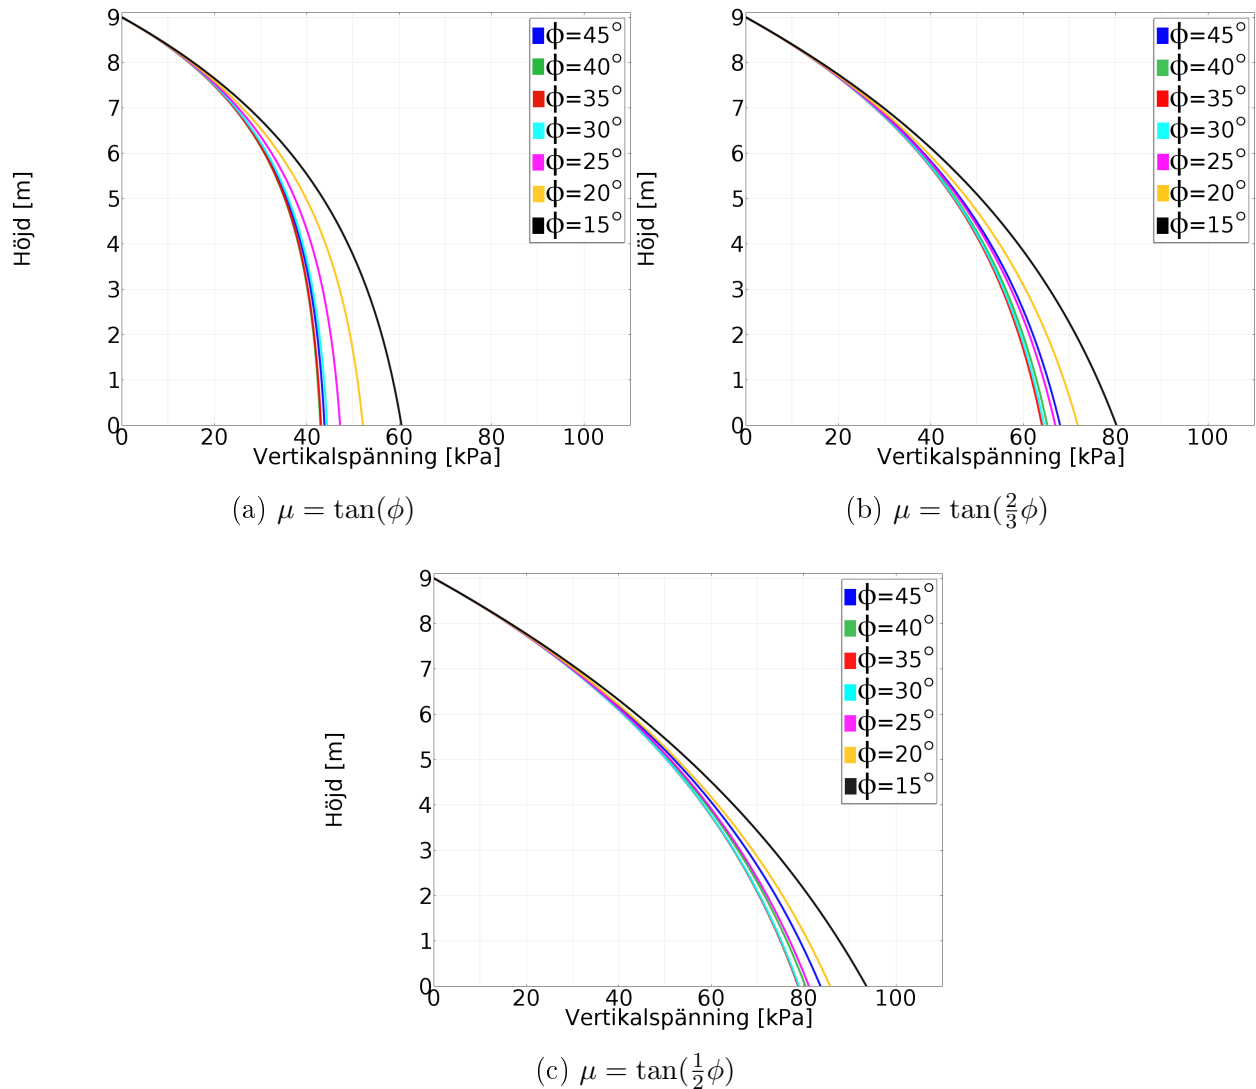 9
8
7
6
5
4
3
2
1
0
Höjd [m]
0 20 40 60 80 100
Vertikalspänning [kPa]
ϕ=45°
ϕ=40°
ϕ=35°
ϕ=30°
ϕ=25°
ϕ=20°
ϕ=15°
(a) μ = tan(ϕ)
9
8
7
6
5
4
3
2
1
0
Höjd [m]
0 20 40 60 80 100
Vertikalspänning [kPa]
ϕ=45°
ϕ=40°
ϕ=35°
ϕ=30°
ϕ=25°
ϕ=20°
ϕ=15°
(b) μ = tan(2/3 ϕ)
9
8
7
6
5
4
3
2
1
0
Höjd [m]
0 20 40 60 80 100
Vertikalspänning [kPa]
ϕ=45°
ϕ=40°
ϕ=35°
ϕ=30°
ϕ=25°
ϕ=20°
ϕ=15°
(c) μ = tan(1/2 ϕ)